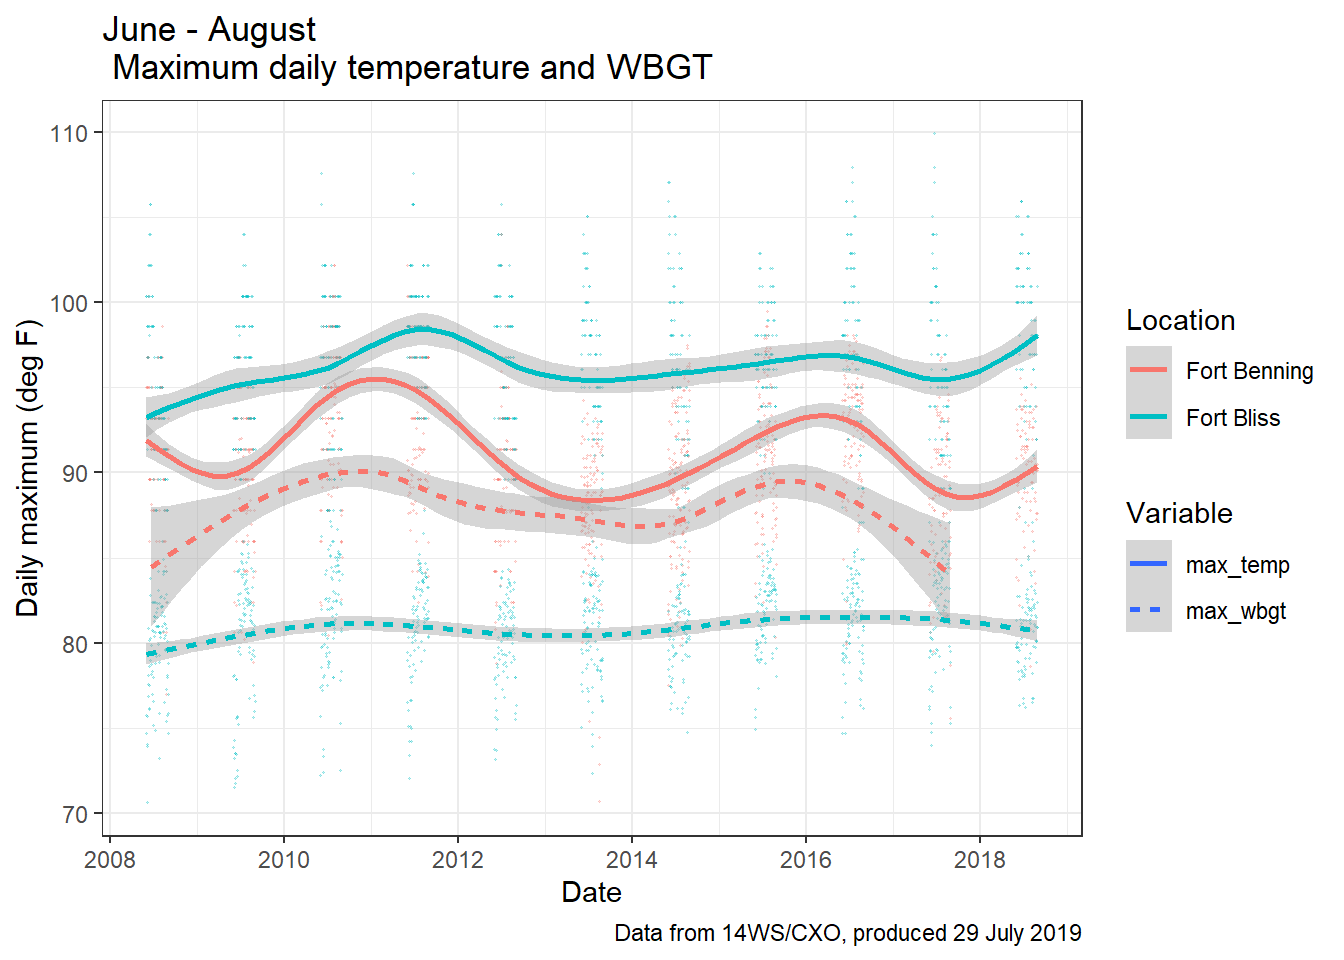 June - August
Maximum daily temperature and WBGT
Daily maximum (deg F)
110
100
90
80
70
2008
2010
2012
2014
2016
2018
Date
Location
Fort Benning
Fort Bliss
Variable
max_temp
max_wbgt
Data from 14WS/CXO, produced 29 July 2019